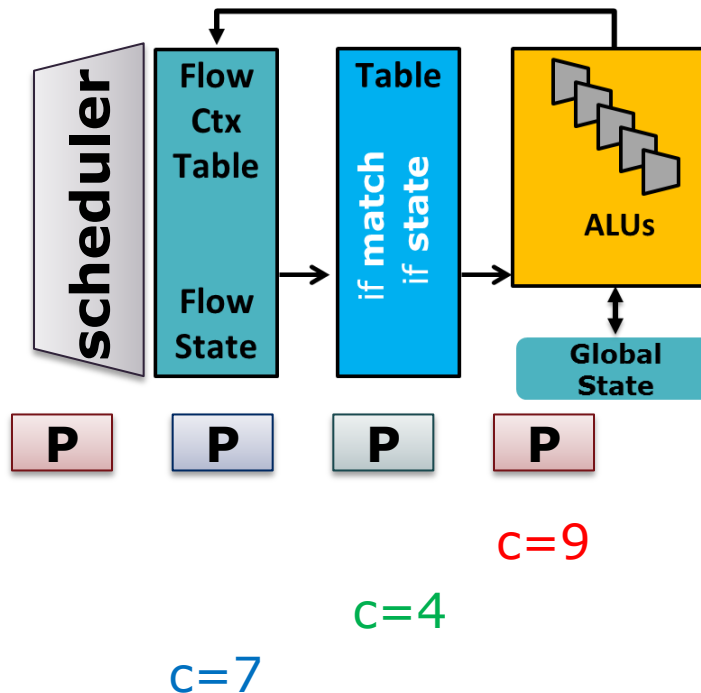 scheduler
Flow
Ctx
Table
Flow
State
Table
if match
if state
ALUs
Global
State
P
P
P
P
c=9
c=4
c=7